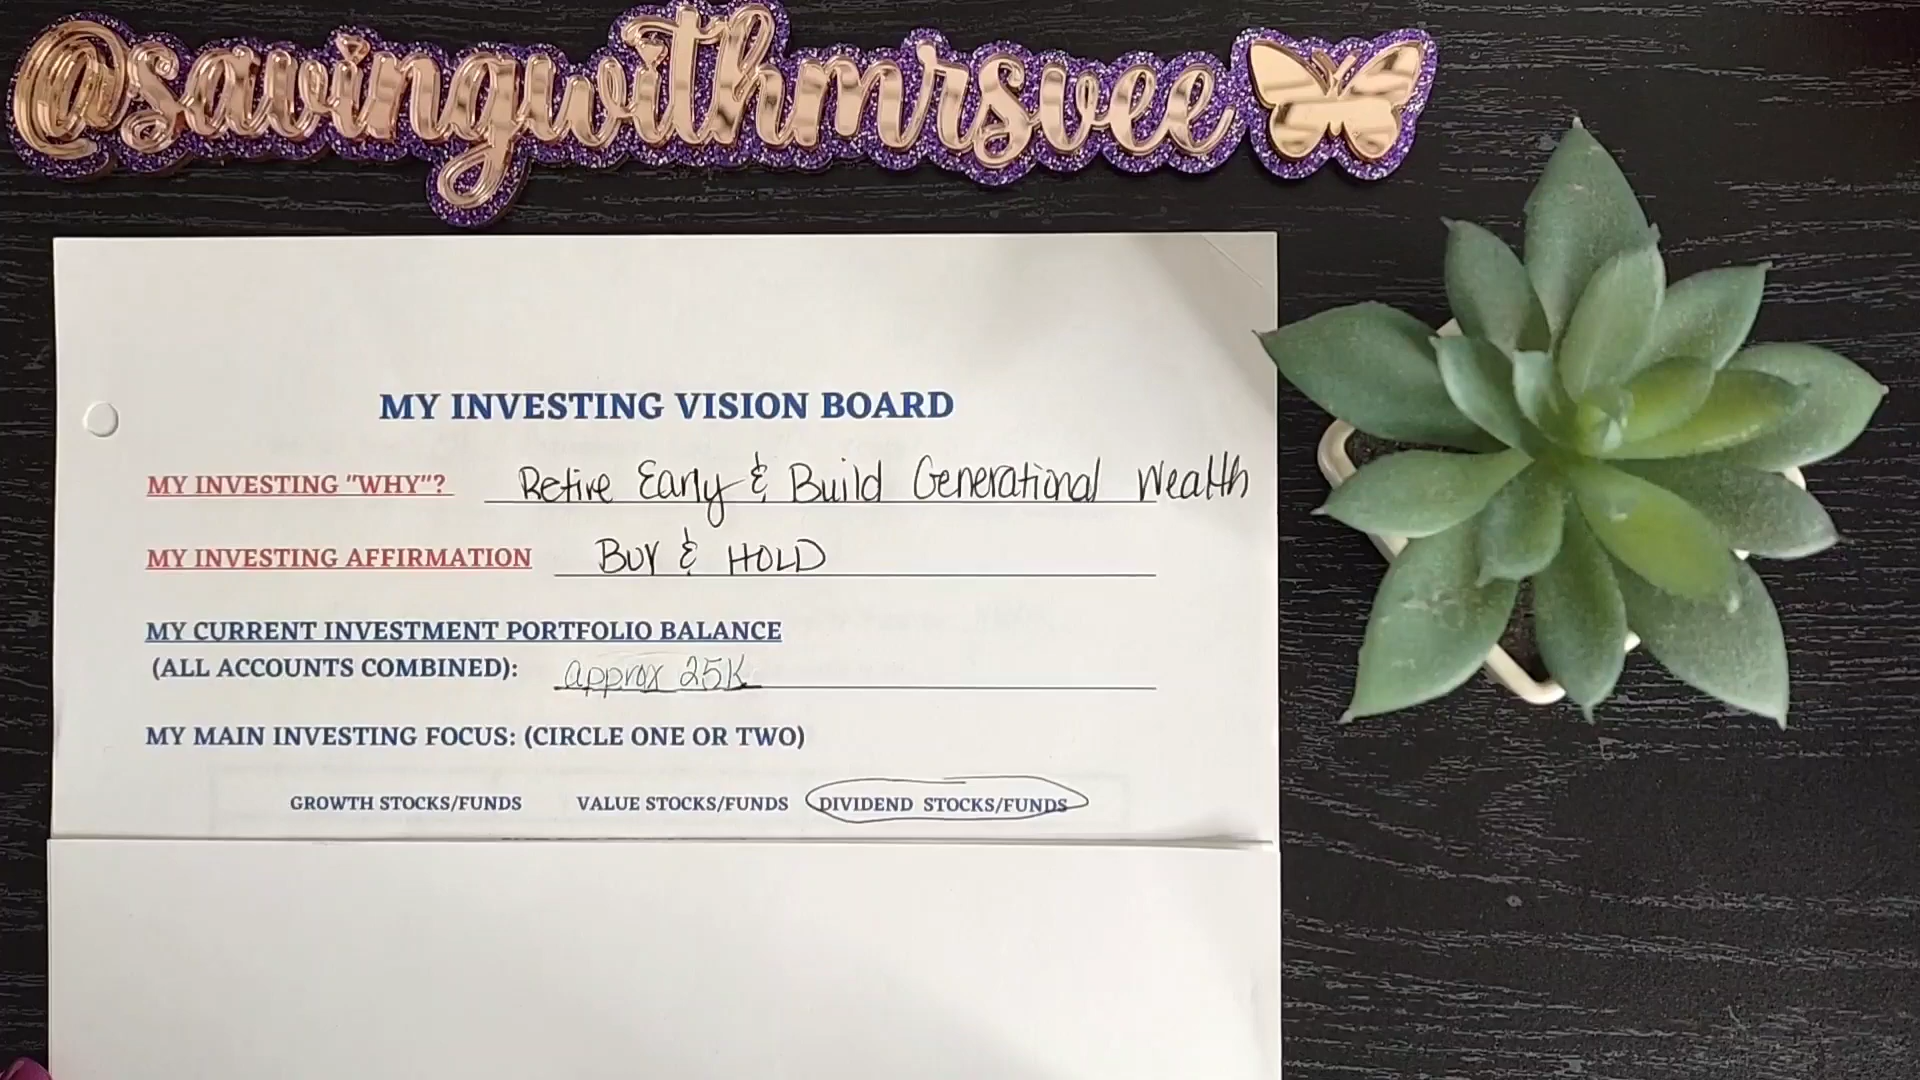 @savingwithmrsvee
MY INVESTING VISION BOARD
MY INVESTING "WHY"? Retire Early & Build Generational Wealth
MY INVESTING AFFIRMATION BUY & HOLD
MY CURRENT INVESTMENT PORTFOLIO BALANCE
(ALL ACCOUNTS COMBINED): approx 25K
MY MAIN INVESTING FOCUS: (CIRCLE ONE OR TWO)
GROWTH STOCKS/FUNDS VALUE STOCKS/FUNDS DIVIDEND STOCKS/FUNDS